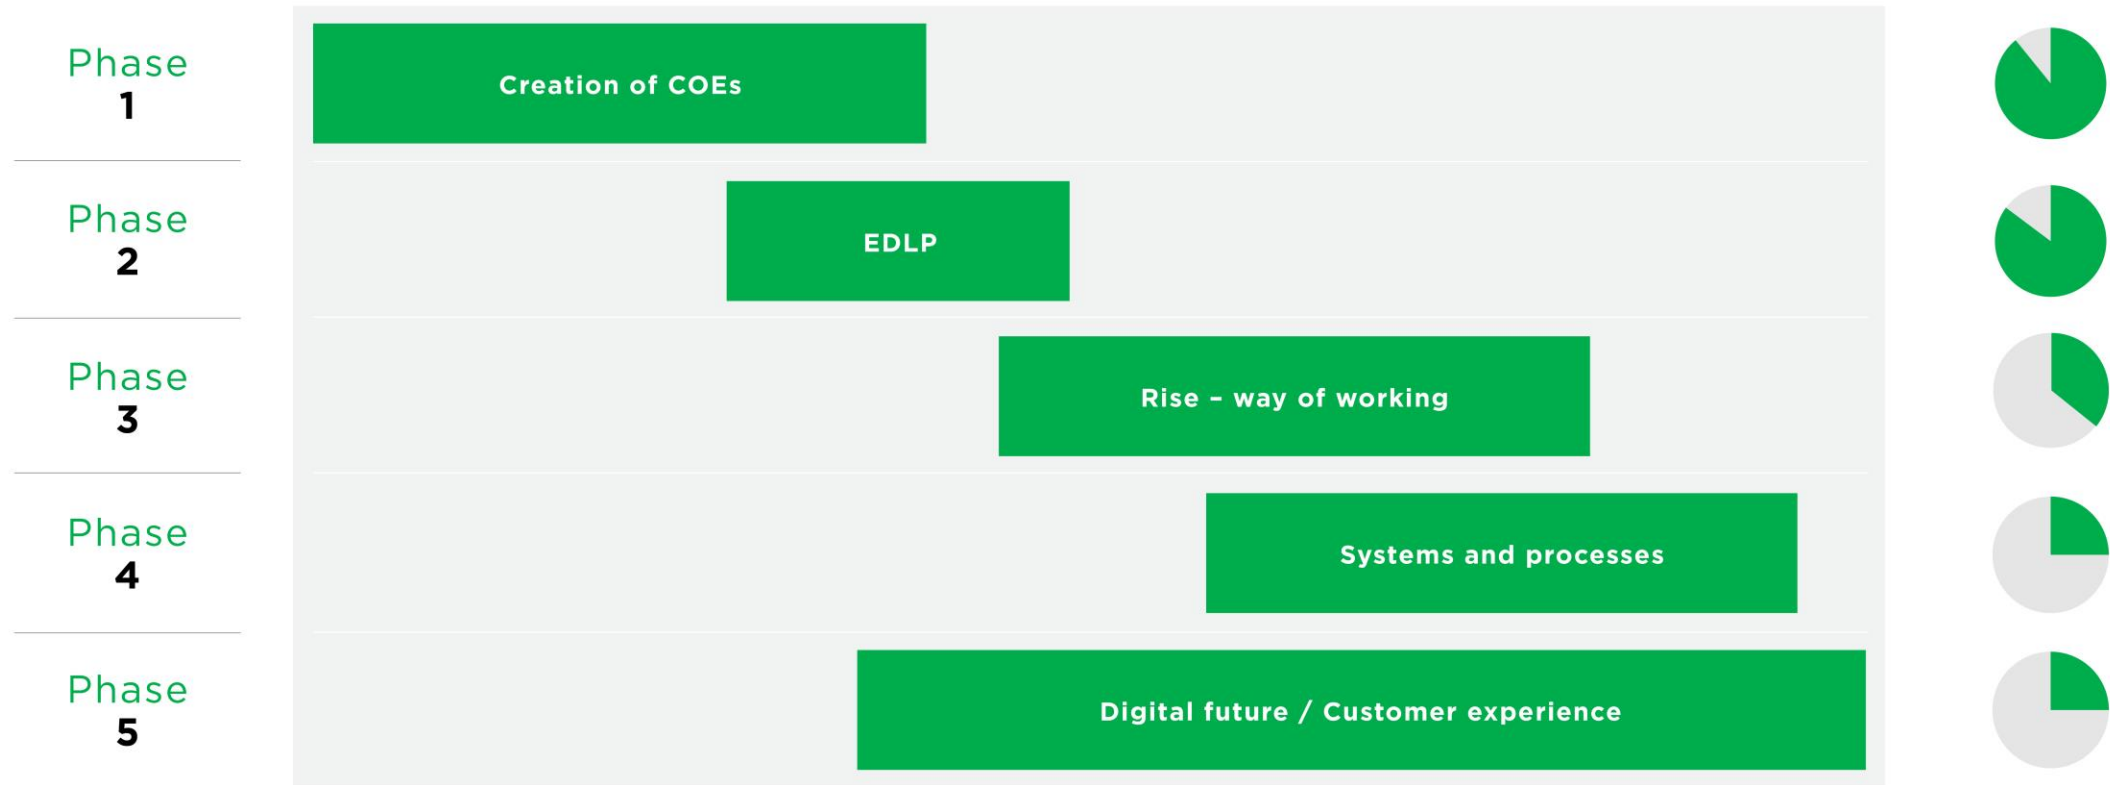 Phase
1
Creation of COEs
Phase
2
EDLP
Phase
3
Rise – way of working
Phase
4
Systems and processes
Phase
5
Digital future / Customer experience